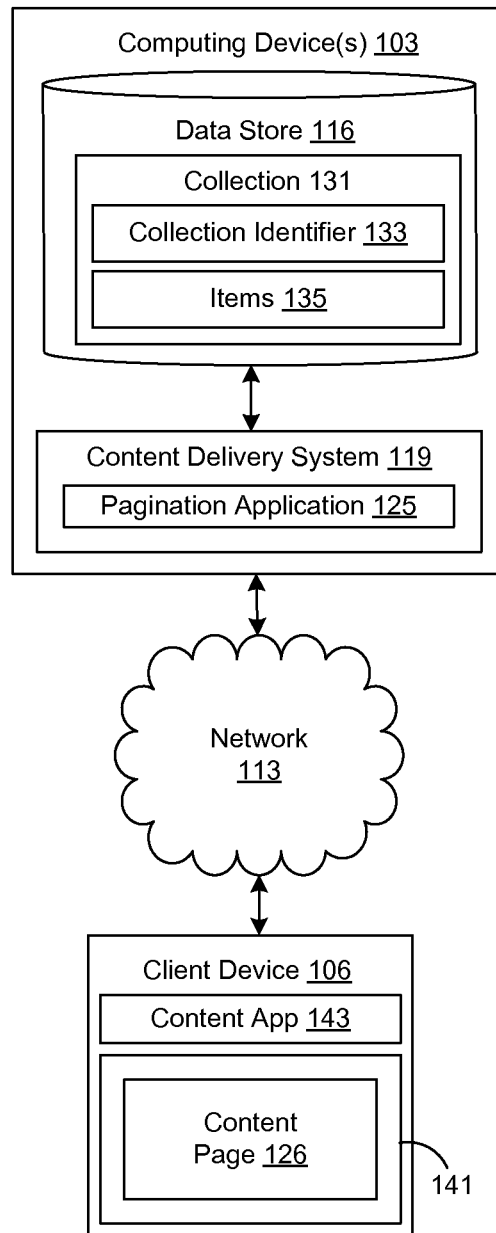 Computing Device(s) 103
Data Store 116
Collection 131
Collection Identifier 133
Items 135
Content Delivery System 119
Pagination Application 125
Network
113
Client Device 106
Content App 143
Content
Page 126
141